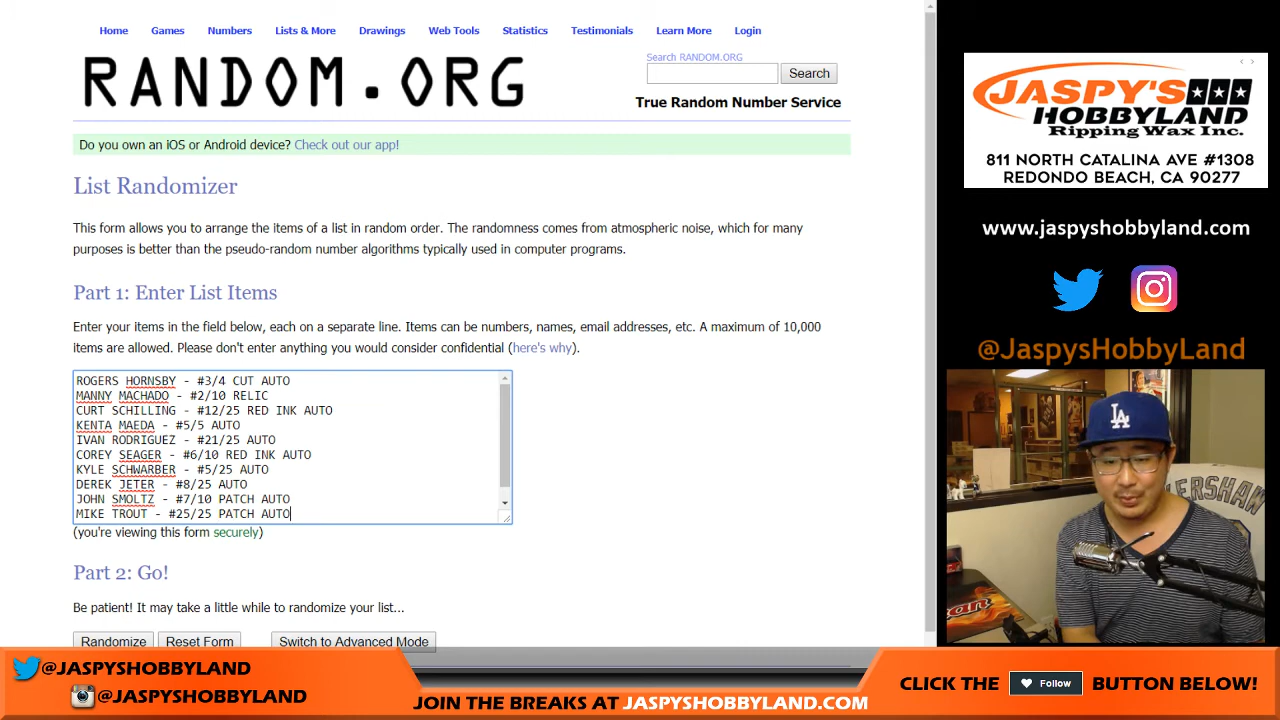 Home Games Numbers Lists & More Drawings Web Tools Statistics Testimonials Learn More Login
RANDOM.ORG
Search RANDOM.ORG
Search
True Random Number Service
Do you own an iOS or Android device? Check out our app!
List Randomizer
This form allows you to arrange the items of a list in random order. The randomness comes from atmospheric noise, which for many
purposes is better than the pseudo-random number algorithms typically used in computer programs.
Part 1: Enter List Items
Enter your items in the field below, each on a separate line. Items can be numbers, names, email addresses, etc. A maximum of 10,000
items are allowed. Please don't enter anything you would consider confidential (here's why).
ROGERS HORNSBY - #3/4 CUT AUTO
MANNY MACHADO - #2/10 RELIC
CURT SCHILLING - #12/25 RED INK AUTO
KENTA MAEDA - #5/5 AUTO
IVAN RODRIGUEZ - #21/25 AUTO
COREY SEAGER - #6/10 RED INK AUTO
KYLE SCHWARBER - #5/25 AUTO
DEREK JETER - #8/25 AUTO
JOHN SMOLTZ - #7/10 PATCH AUTO
MIKE TROUT - #25/25 PATCH AUTO
(you're viewing this form securely)
Part 2: Go!
Be patient! It may take a little while to randomize your list...
Randomize Reset Form Switch to Advanced Mode
JASPY'S
HOBBYLAND
Ripping Wax Inc.
811 NORTH CATALINA AVE #1308
REDONDO BEACH, CA 90277
www.jaspyshobbyland.com
@JaspysHobbyLand
LA
ERSHAW
@JASPYSHOBBYLAND
@JASPYSHOBBYLAND
JOIN THE BREAKS AT JASPYSHOBBYLAND.COM
CLICK THE Follow BUTTON BELOW!